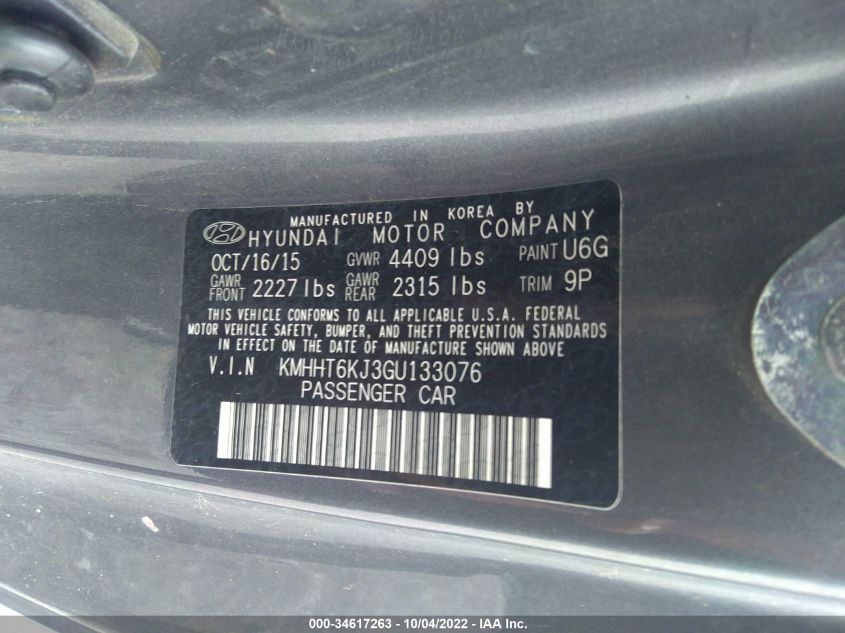 MANUFACTURED IN KOREA BY
HYUNDAI MOTOR COMPANY
OCT/16/15 GVWR 4409 lbs PAINT U6G
GAWR FRONT 2227 lbs GAWR REAR 2315 lbs TRIM 9P
THIS VEHICLE CONFORMS TO ALL APPLICABLE U.S.A. FEDERAL
MOTOR VEHICLE SAFETY, BUMPER, AND THEFT PREVENTION STANDARDS
IN EFFECT ON THE DATE OF MANUFACTURE SHOWN ABOVE
V.I.N KMHHT6KJ3GU133076
PASSENGER CAR
000-34617263 - 10/04/2022 - IAA Inc.